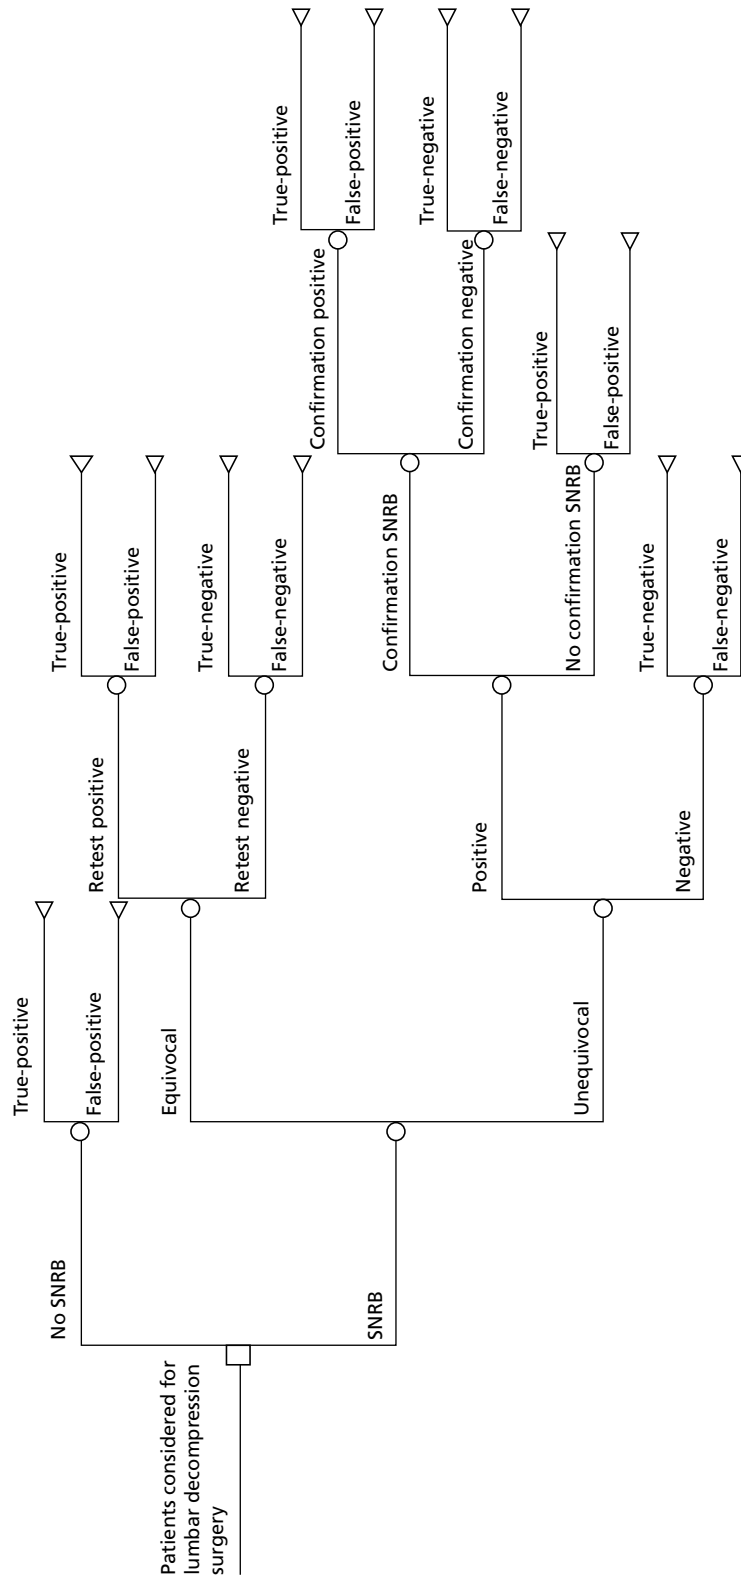 Patients considered for
lumbar decompression
surgery
No SNRB
True-positive
False-positive
SNRB
Equivocal
Retest positive
True-positive
False-positive
Retest negative
True-negative
False-negative
Unequivocal
Positive
Confirmation SNRB
Confirmation positive
True-positive
False-positive
Confirmation negative
True-negative
False-negative
No confirmation SNRB
True-positive
False-positive
Negative
True-negative
False-negative